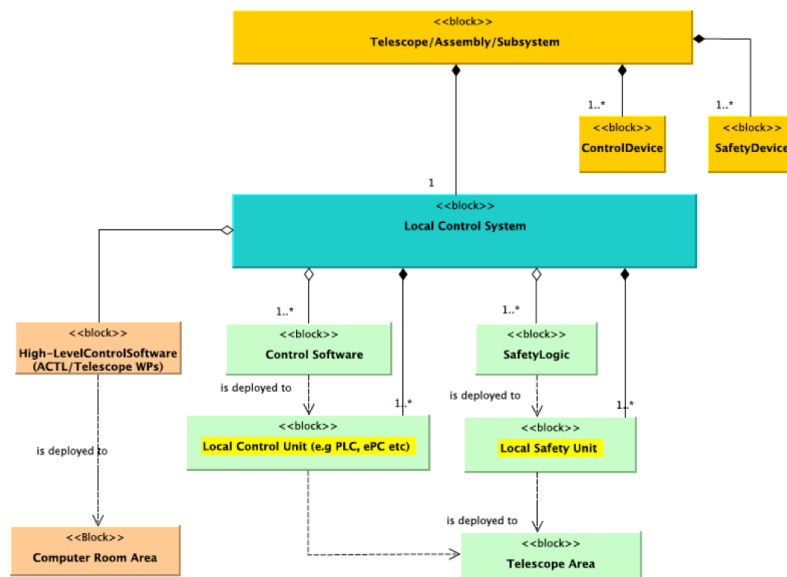 <<block>>
Telescope/Assembly/Subsystem
1..*
1..*
<<block>>
ControlDevice
<<block>>
SafetyDevice
1
<<block>>
Local Control System
1..*
1..*
<<block>>
High-LevelControlSoftware
(ACTL/Telescope WPs)
<<block>>
Control Software
<<block>>
SafetyLogic
is deployed to
is deployed to
1..*
1..*
<<block>>
Local Control Unit (e.g PLC, ePC etc)
<<block>>
Local Safety Unit
is deployed to
is deployed to
<<Block>>
Computer Room Area
<<block>>
Telescope Area